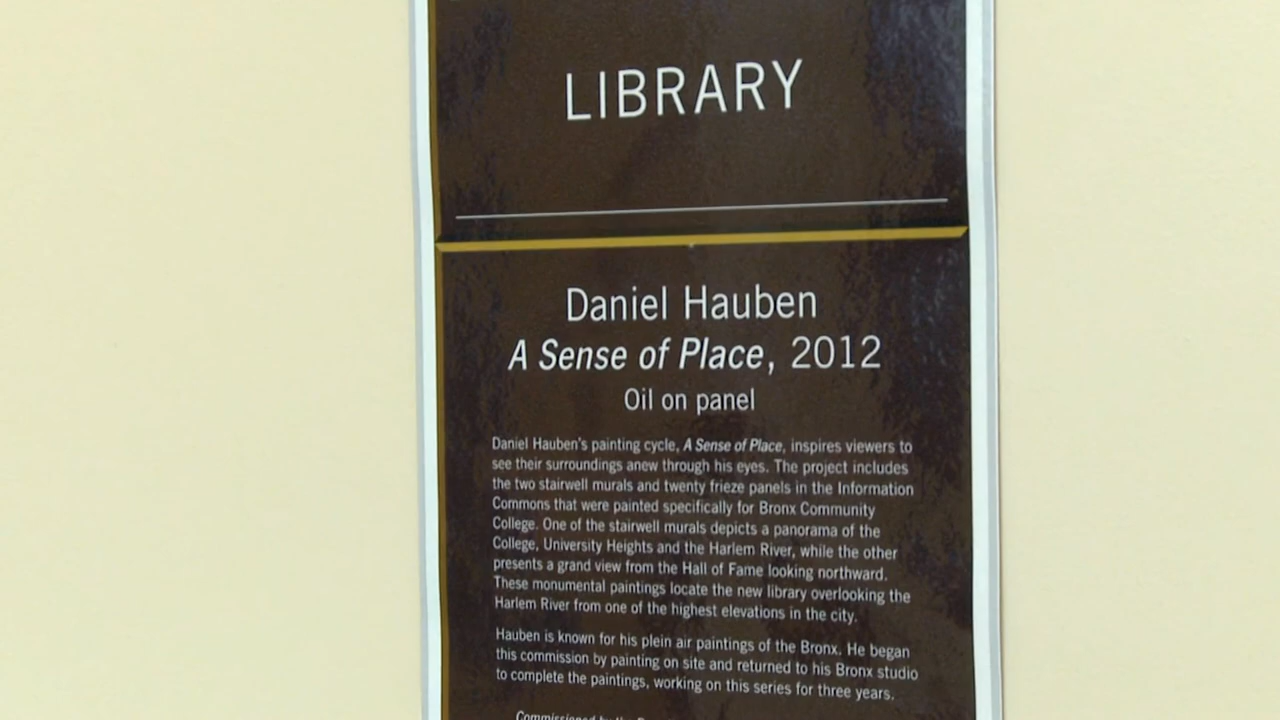 LIBRARY
Daniel Hauben
A Sense of Place, 2012
Oil on panel
Daniel Hauben's painting cycle, A Sense of Place, inspires viewers to
see their surroundings anew through his eyes. The project includes
the two stairwell murals and twenty frieze panels in the Information
Commons that were painted specifically for Bronx Community
College. One of the stairwell murals depicts a panorama of the
College, University Heights and the Harlem River, while the other
presents a grand view from the Hall of Fame looking northward.
These monumental paintings locate the new library overlooking the
Harlem River from one of the highest elevations in the city.
Hauben is known for his plein air paintings of the Bronx. He began
this commission by painting on site and returned to his Bronx studio
to complete the paintings, working on this series for three years.
Commissioned by the